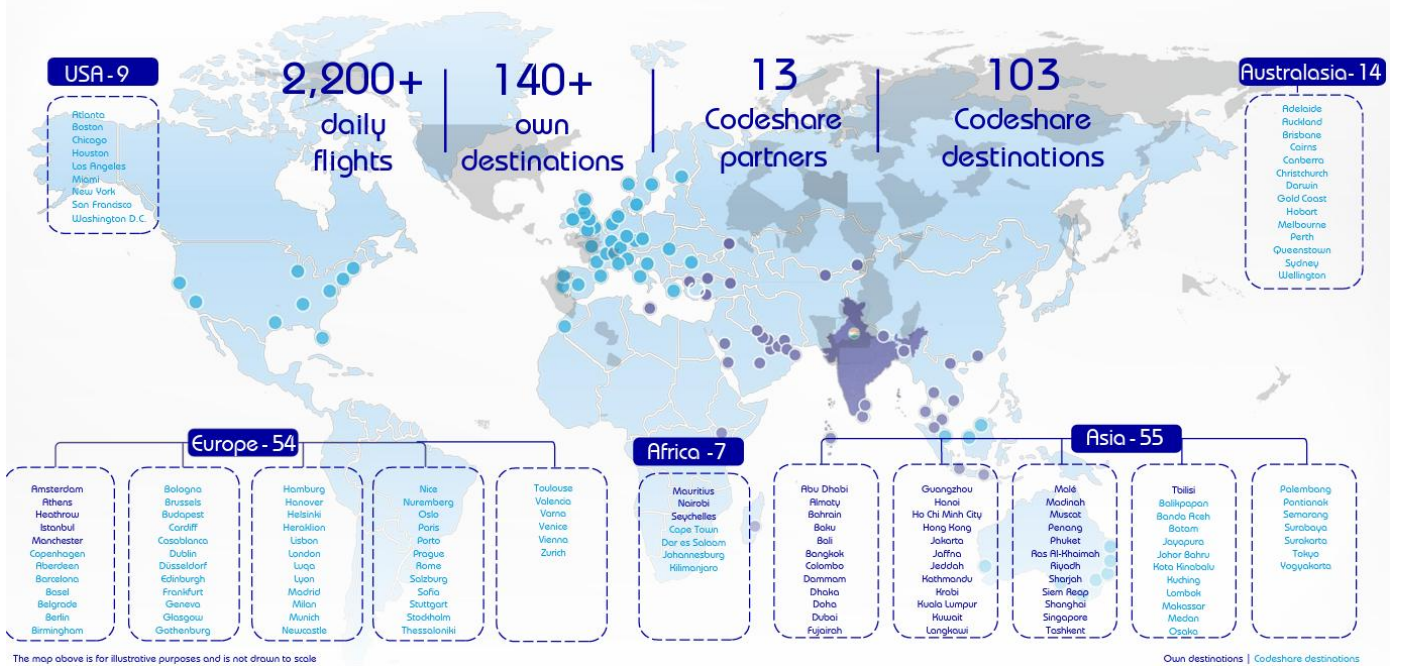 USA - 9
Atlanta
Boston
Chicago
Houston
Los Angeles
Miami
New York
San Francisco
Washington D.C.
2,200+
daily
flights
140+
own
destinations
13
Codeshare
partners
103
Codeshare
destinations
Australasia - 14
Adelaide
Auckland
Brisbane
Cairns
Canberra
Christchurch
Darwin
Gold Coast
Hobart
Melbourne
Perth
Queenstown
Sydney
Wellington
Europe - 54
Amsterdam
Athens
Heathrow
Istanbul
Manchester
Copenhagen
Aberdeen
Barcelona
Basel
Belgrade
Berlin
Birmingham
Bologna
Brussels
Budapest
Cardiff
Casablanca
Dublin
Düsseldorf
Edinburgh
Frankfurt
Geneva
Glasgow
Gothenburg
Hamburg
Hanover
Helsinki
Heraklion
Lisbon
London
Luqa
Lyon
Madrid
Milan
Munich
Newcastle
Nice
Nuremberg
Oslo
Paris
Porto
Prague
Rome
Salzburg
Sofia
Stuttgart
Stockholm
Thessaloniki
Toulouse
Valencia
Varna
Venice
Vienna
Zurich
Africa - 7
Mauritius
Nairobi
Seychelles
Cape Town
Dar es Salaam
Johannesburg
Kilimanjaro
Asia - 55
Abu Dhabi
Almaty
Bahrain
Baku
Bali
Bangkok
Colombo
Dammam
Dhaka
Doha
Dubai
Fujairah
Guangzhou
Hanoi
Ho Chi Minh City
Hong Kong
Jakarta
Jaffna
Jeddah
Kathmandu
Krabi
Kuala Lumpur
Kuwait
Langkawi
Malé
Madinah
Muscat
Penang
Phuket
Ras Al-Khaimah
Riyadh
Sharjah
Siem Reap
Shanghai
Singapore
Tashkent
Tbilisi
Balikpapan
Banda Aceh
Batam
Jayapura
Johor Bahru
Kota Kinabalu
Kuching
Lombok
Makassar
Medan
Osaka
Palembang
Pontianak
Semarang
Surabaya
Surakarta
Tokyo
Yogyakarta
The map above is for illustrative purposes and is not drawn to scale
Own destinations | Codeshare destinations